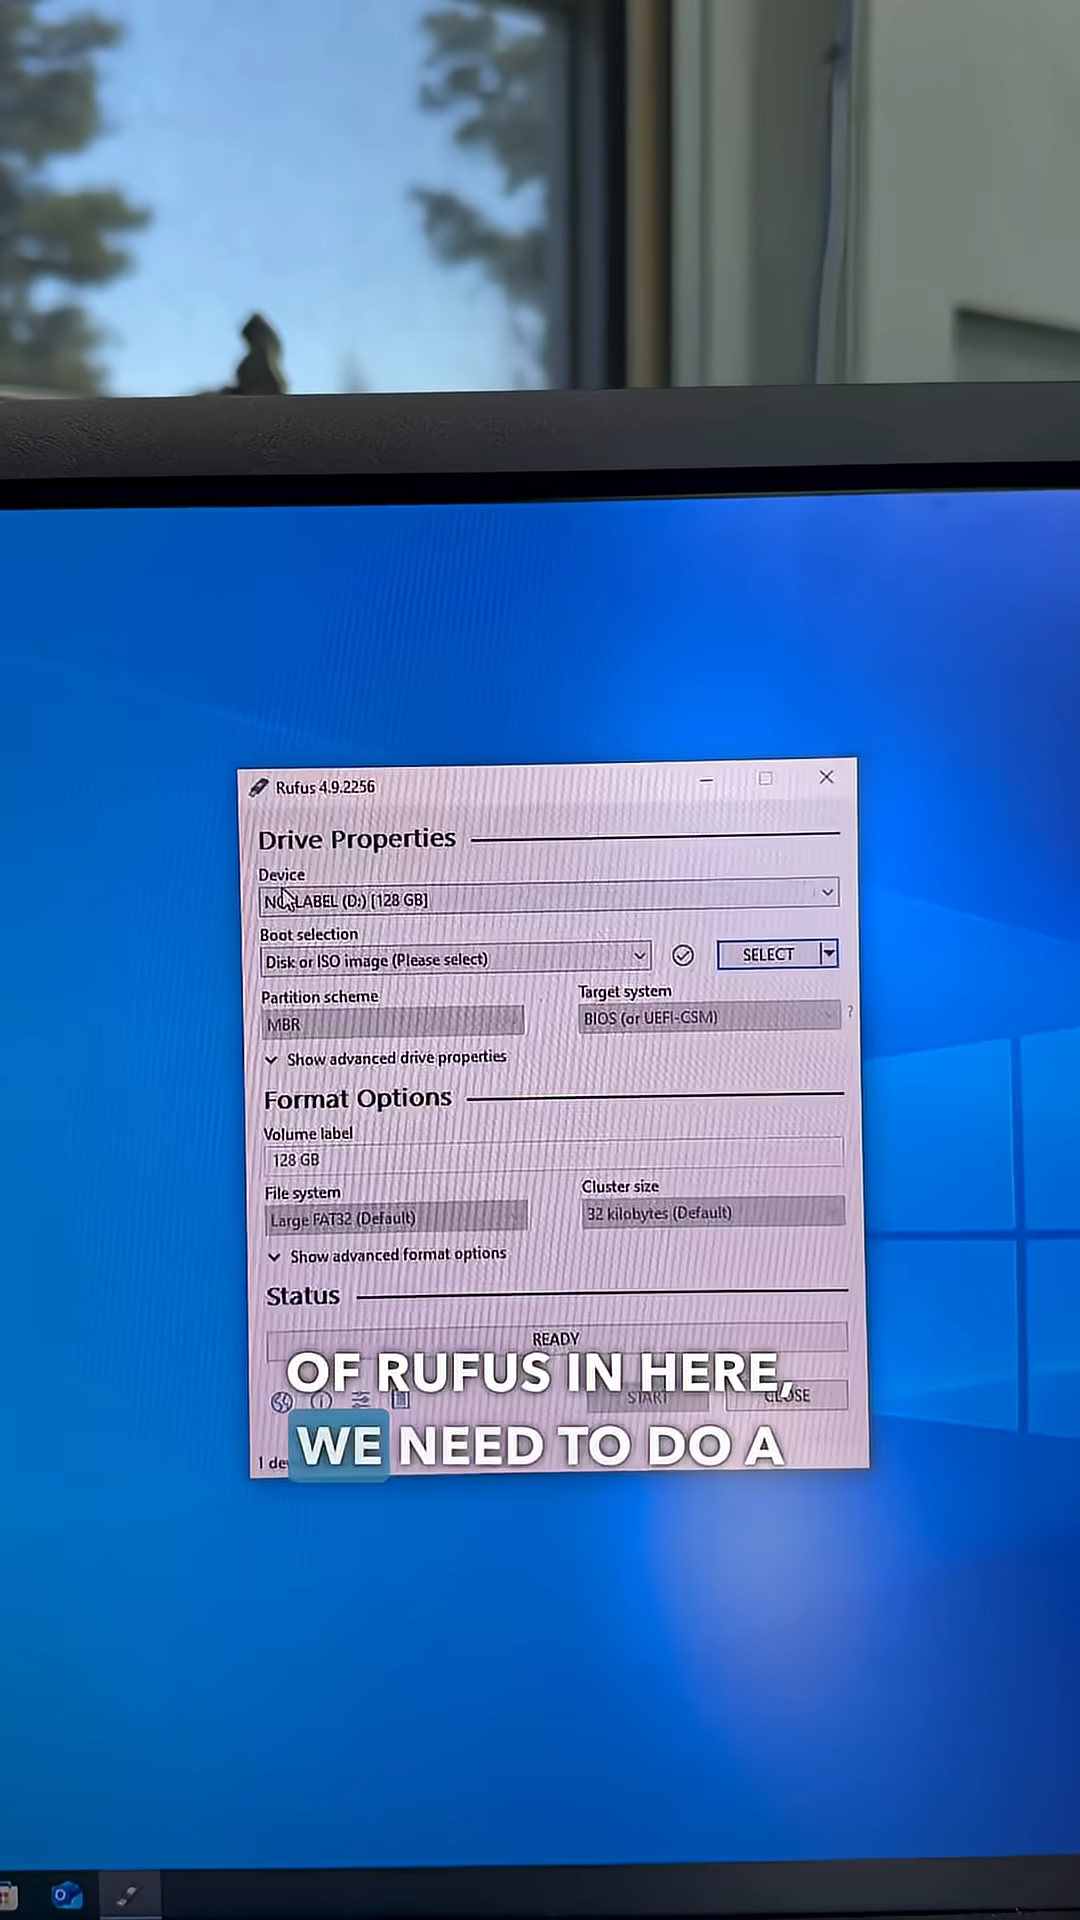 Rufus 4.9.2256
Drive Properties
Device
NO LABEL (D:) [128 GB]
Boot selection
Disk or ISO image (Please select)
SELECT
Partition scheme
Target system
MBR
BIOS (or UEFI-CSM)
?
Show advanced drive properties
Format Options
Volume label
128 GB
File system
Cluster size
Large FAT32 (Default)
32 kilobytes (Default)
Show advanced format options
Status
READY
OF RUFUS IN HERE,
START
CLOSE
WE NEED TO DO A
1